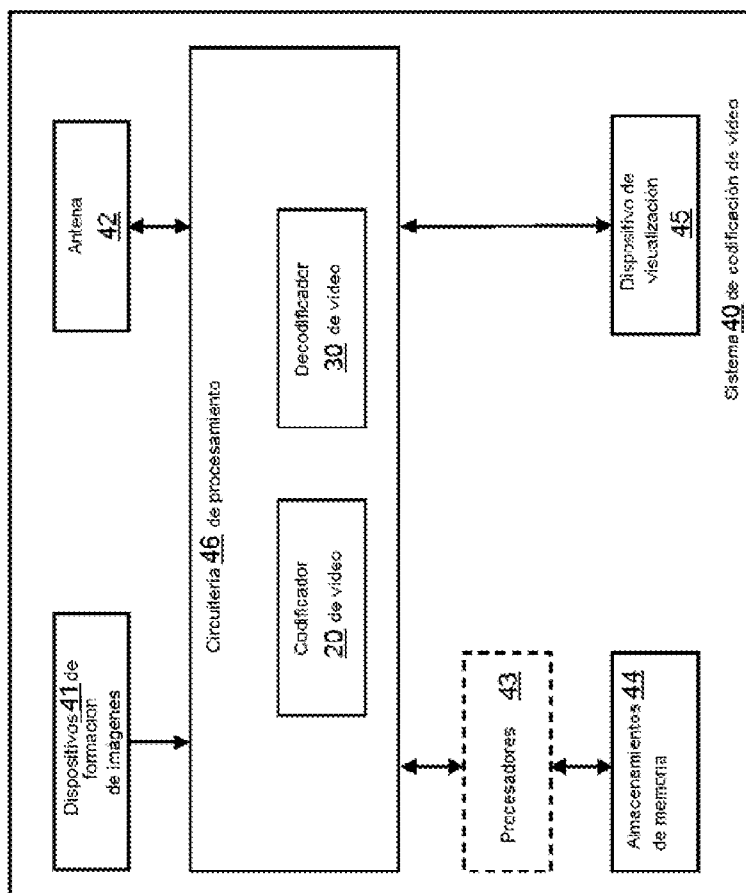 Dispositivos 41 de
formación
de imágenes
Antena
42
Circuitería 46 de procesamiento
Codificador
20 de vídeo
Decodificador
30 de vídeo
Procesadores 43
Almacenamientos 44
de memoria
Dispositivo de
visualización
45
Sistema 40 de codificación de vídeo